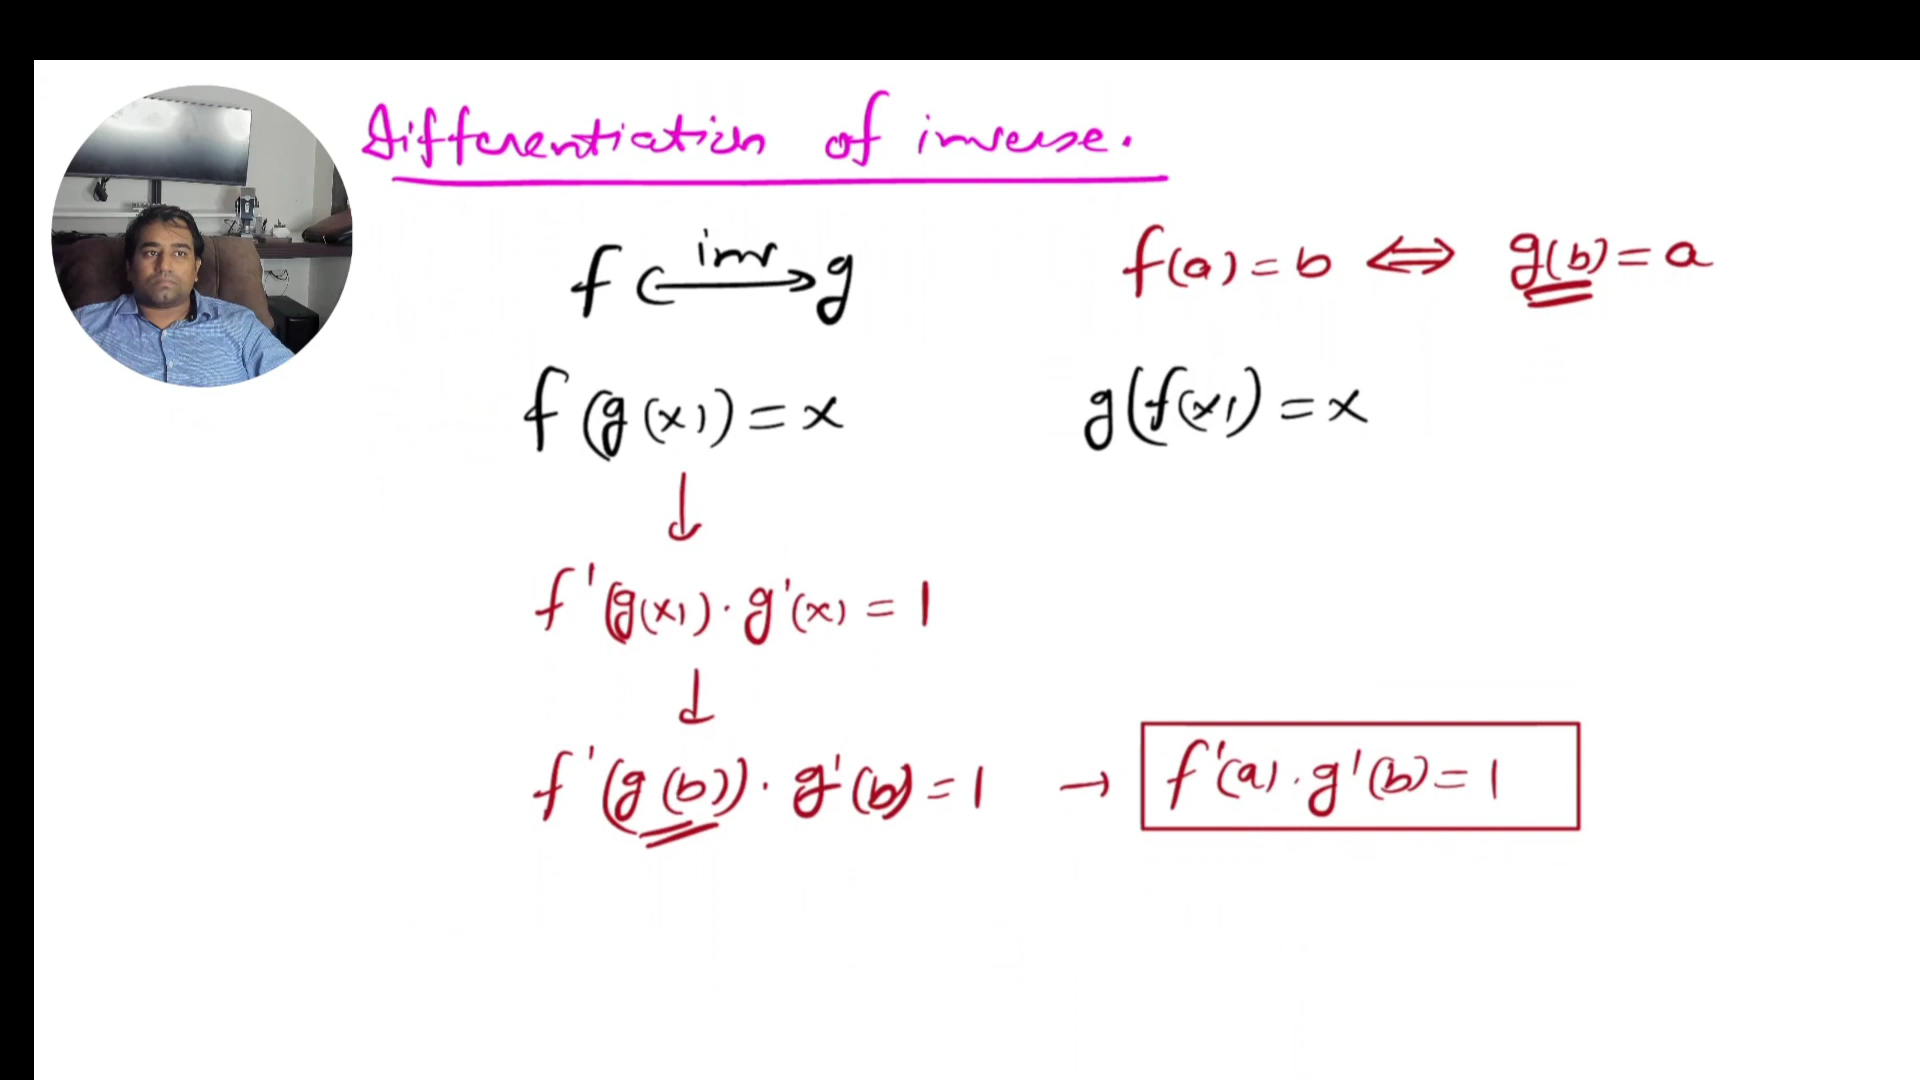 Differentiation of inverse.
f ⟷ inv g
f(a) = b ⟺ g(b) = a
f(g(x)) = x
g(f(x)) = x
↓
f'(g(x)) · g'(x) = 1
↓
f'(g(b)) · g'(b) = 1 → f'(a) · g'(b) = 1